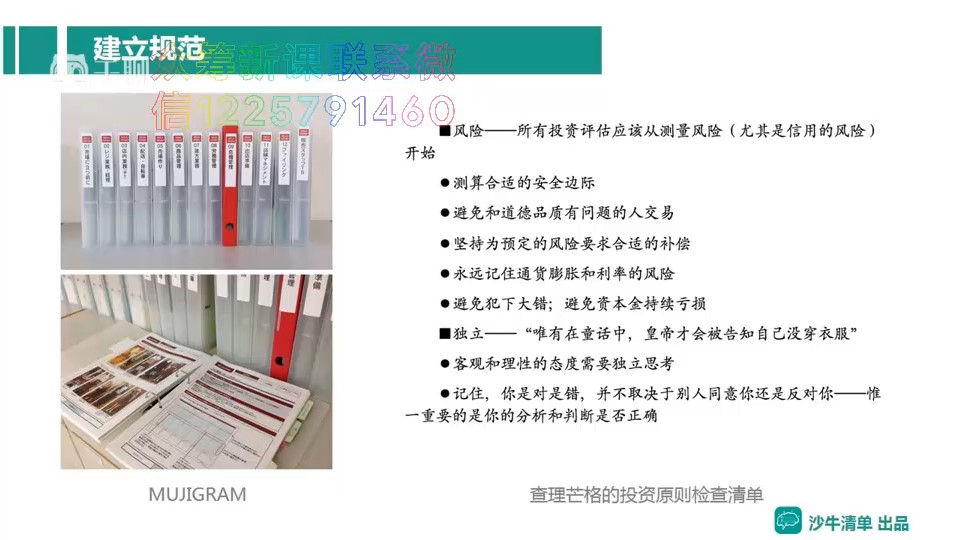 建立规范
众筹新课联系微
信1225791460
■风险——所有投资评估应该从测量风险（尤其是信用的风险）
开始
●测算合适的安全边际
●避免和道德品质有问题的人交易
●坚持为预定的风险要求合适的补偿
●永远记住通货膨胀和利率的风险
●避免犯下大错；避免资本金持续亏损
■独立——“唯有在童话中，皇帝才会被告知自己没穿衣服”
●客观和理性的态度需要独立思考
●记住，你是对是错，并不取决于别人同意你还是反对你——惟
一重要的是你的分析和判断是否正确
MUJIGRAM
查理芒格的投资原则检查清单
沙牛清单 出品